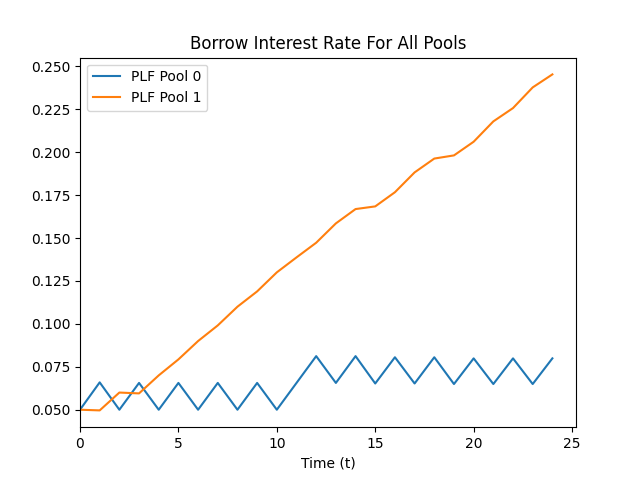 Borrow Interest Rate For All Pools
PLF Pool 0
PLF Pool 1
0.250
0.225
0.200
0.175
0.150
0.125
0.100
0.075
0.050
0 5 10 15 20 25
Time (t)